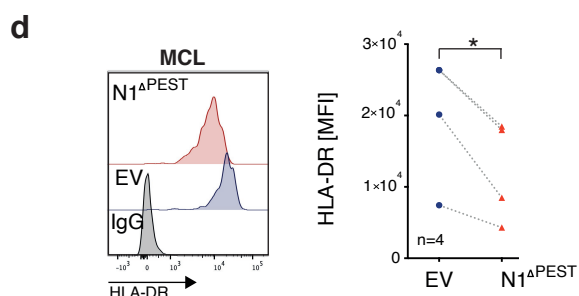 d
MCL
N1ΔPEST
EV
IgG
-10³ 0 10³ 10⁴ 10⁵
HLA-DR
*
3×10⁴
2×10⁴
1×10⁴
0
HLA-DR [MFI]
n=4
EV N1ΔPEST